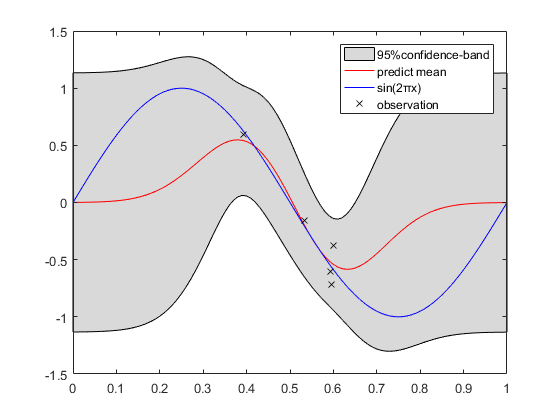 1.5
1
0.5
0
-0.5
-1
-1.5
0 0.1 0.2 0.3 0.4 0.5 0.6 0.7 0.8 0.9 1
95%confidence-band
predict mean
sin(2πx)
observation